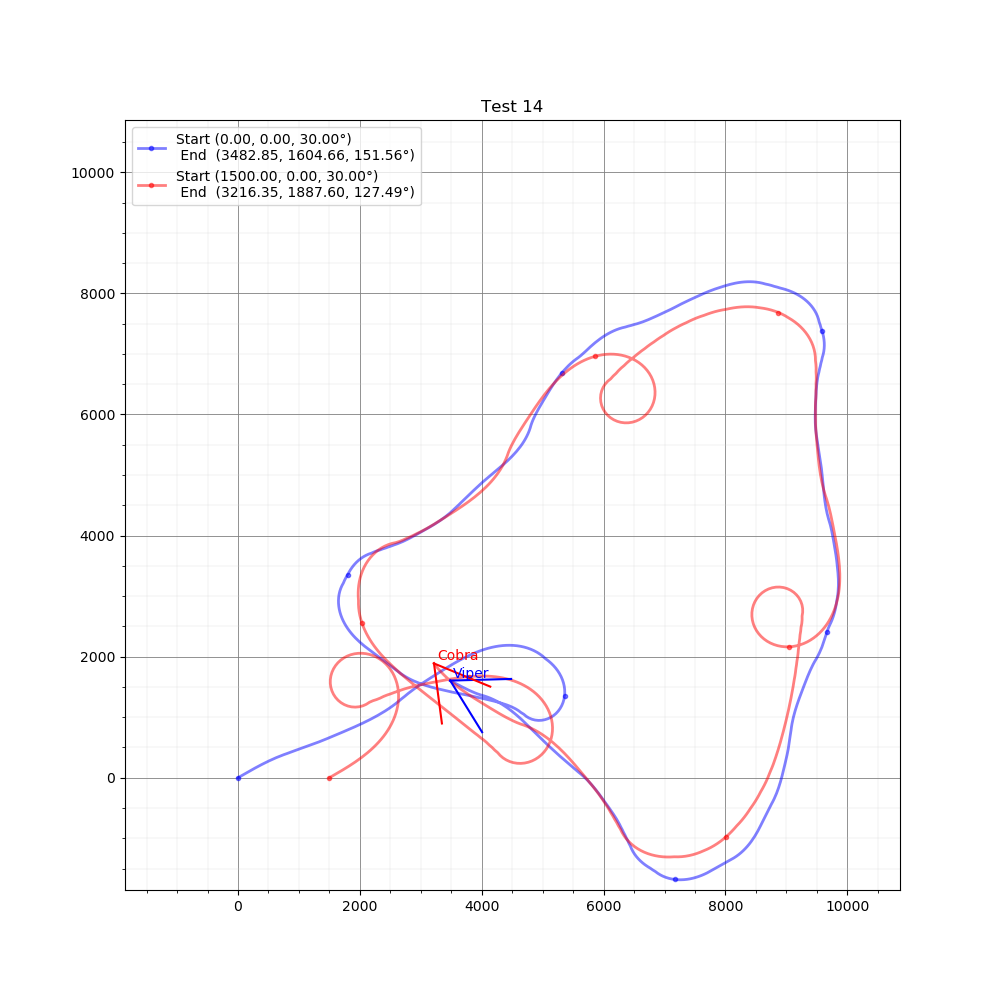 Test 14
Start (0.00, 0.00, 30.00°)
End (3482.85, 1604.66, 151.56°)
Start (1500.00, 0.00, 30.00°)
End (3216.35, 1887.60, 127.49°)
10000
8000
6000
4000
2000
0
Cobra
Viper
0 2000 4000 6000 8000 10000